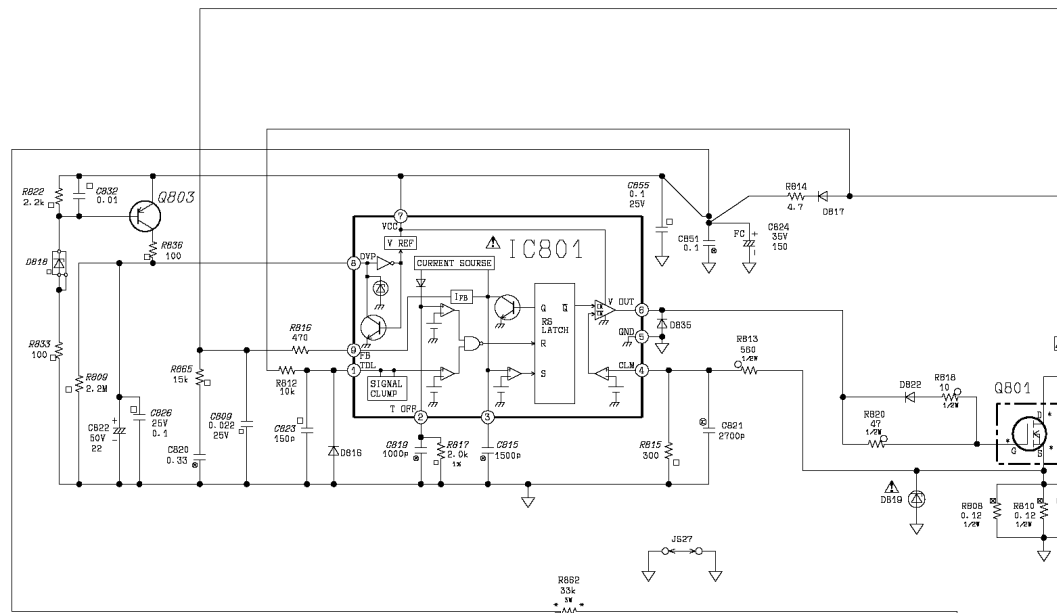 R822
2.2k
C832
0.01
Q803
R836
100
D818
R833
100
R809
2.2M
C822
50V
22
+
-
C826
25V
0.1
R865
15k
C820
0.33
C809
0.022
25V
R816
470
R812
10k
C823
150p
D816
IC801
7
VCC
V REF
CURRENT SOURSE
8
DVP
IFB
9
FB
1
TDL
SIGNAL
CLUMP
T OFF
2
3
Q
Q
RS
LATCH
R
S
V OUT
6
GND
5
CLM
4
C819
1000p
R817
2.0k
1%
C815
1500p
C855
0.1
25V
C851
0.1
FC
+
-
C824
35V
150
R814
4.7
D817
D835
R813
560
1/2W
R815
300
C821
2700p
D822
R818
10
1/2W
R820
47
1/2W
Q801
D
G
S
D819
R808
0.12
1/2W
R810
0.12
1/2W
JS27
R862
33k
3W